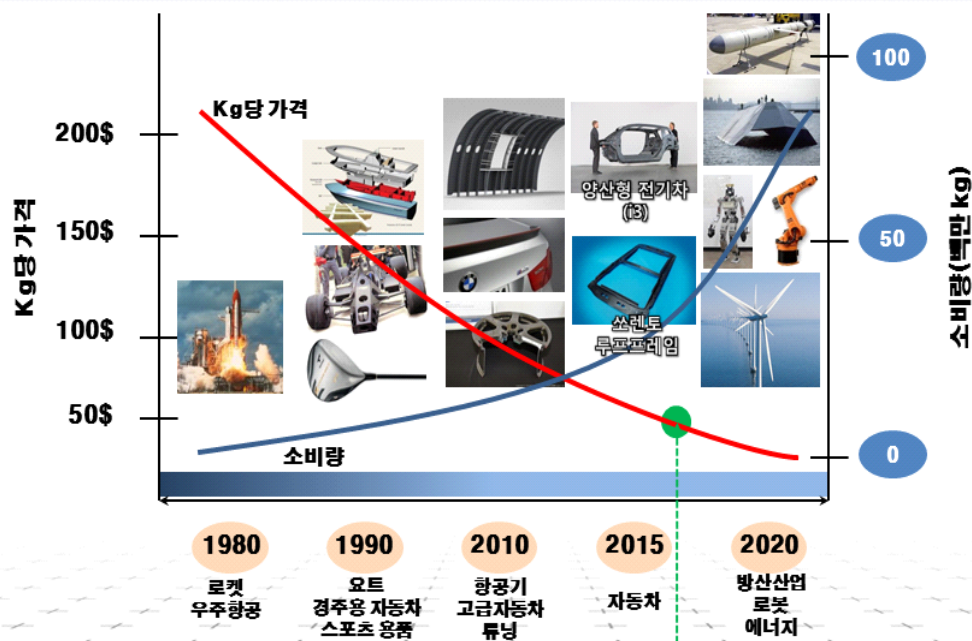 Kg당 가격
200$
150$
100$
50$
Kg당 가격
소비량
양산형 전기차
(i3)
쏘렌토
루프프레임
100
50
0
소비량(백만 kg)
1980
1990
2010
2015
2020
로켓
우주항공
요트
경주용 자동차
스포츠 용품
항공기
고급자동차
튜닝
자동차
방산산업
로봇
에너지